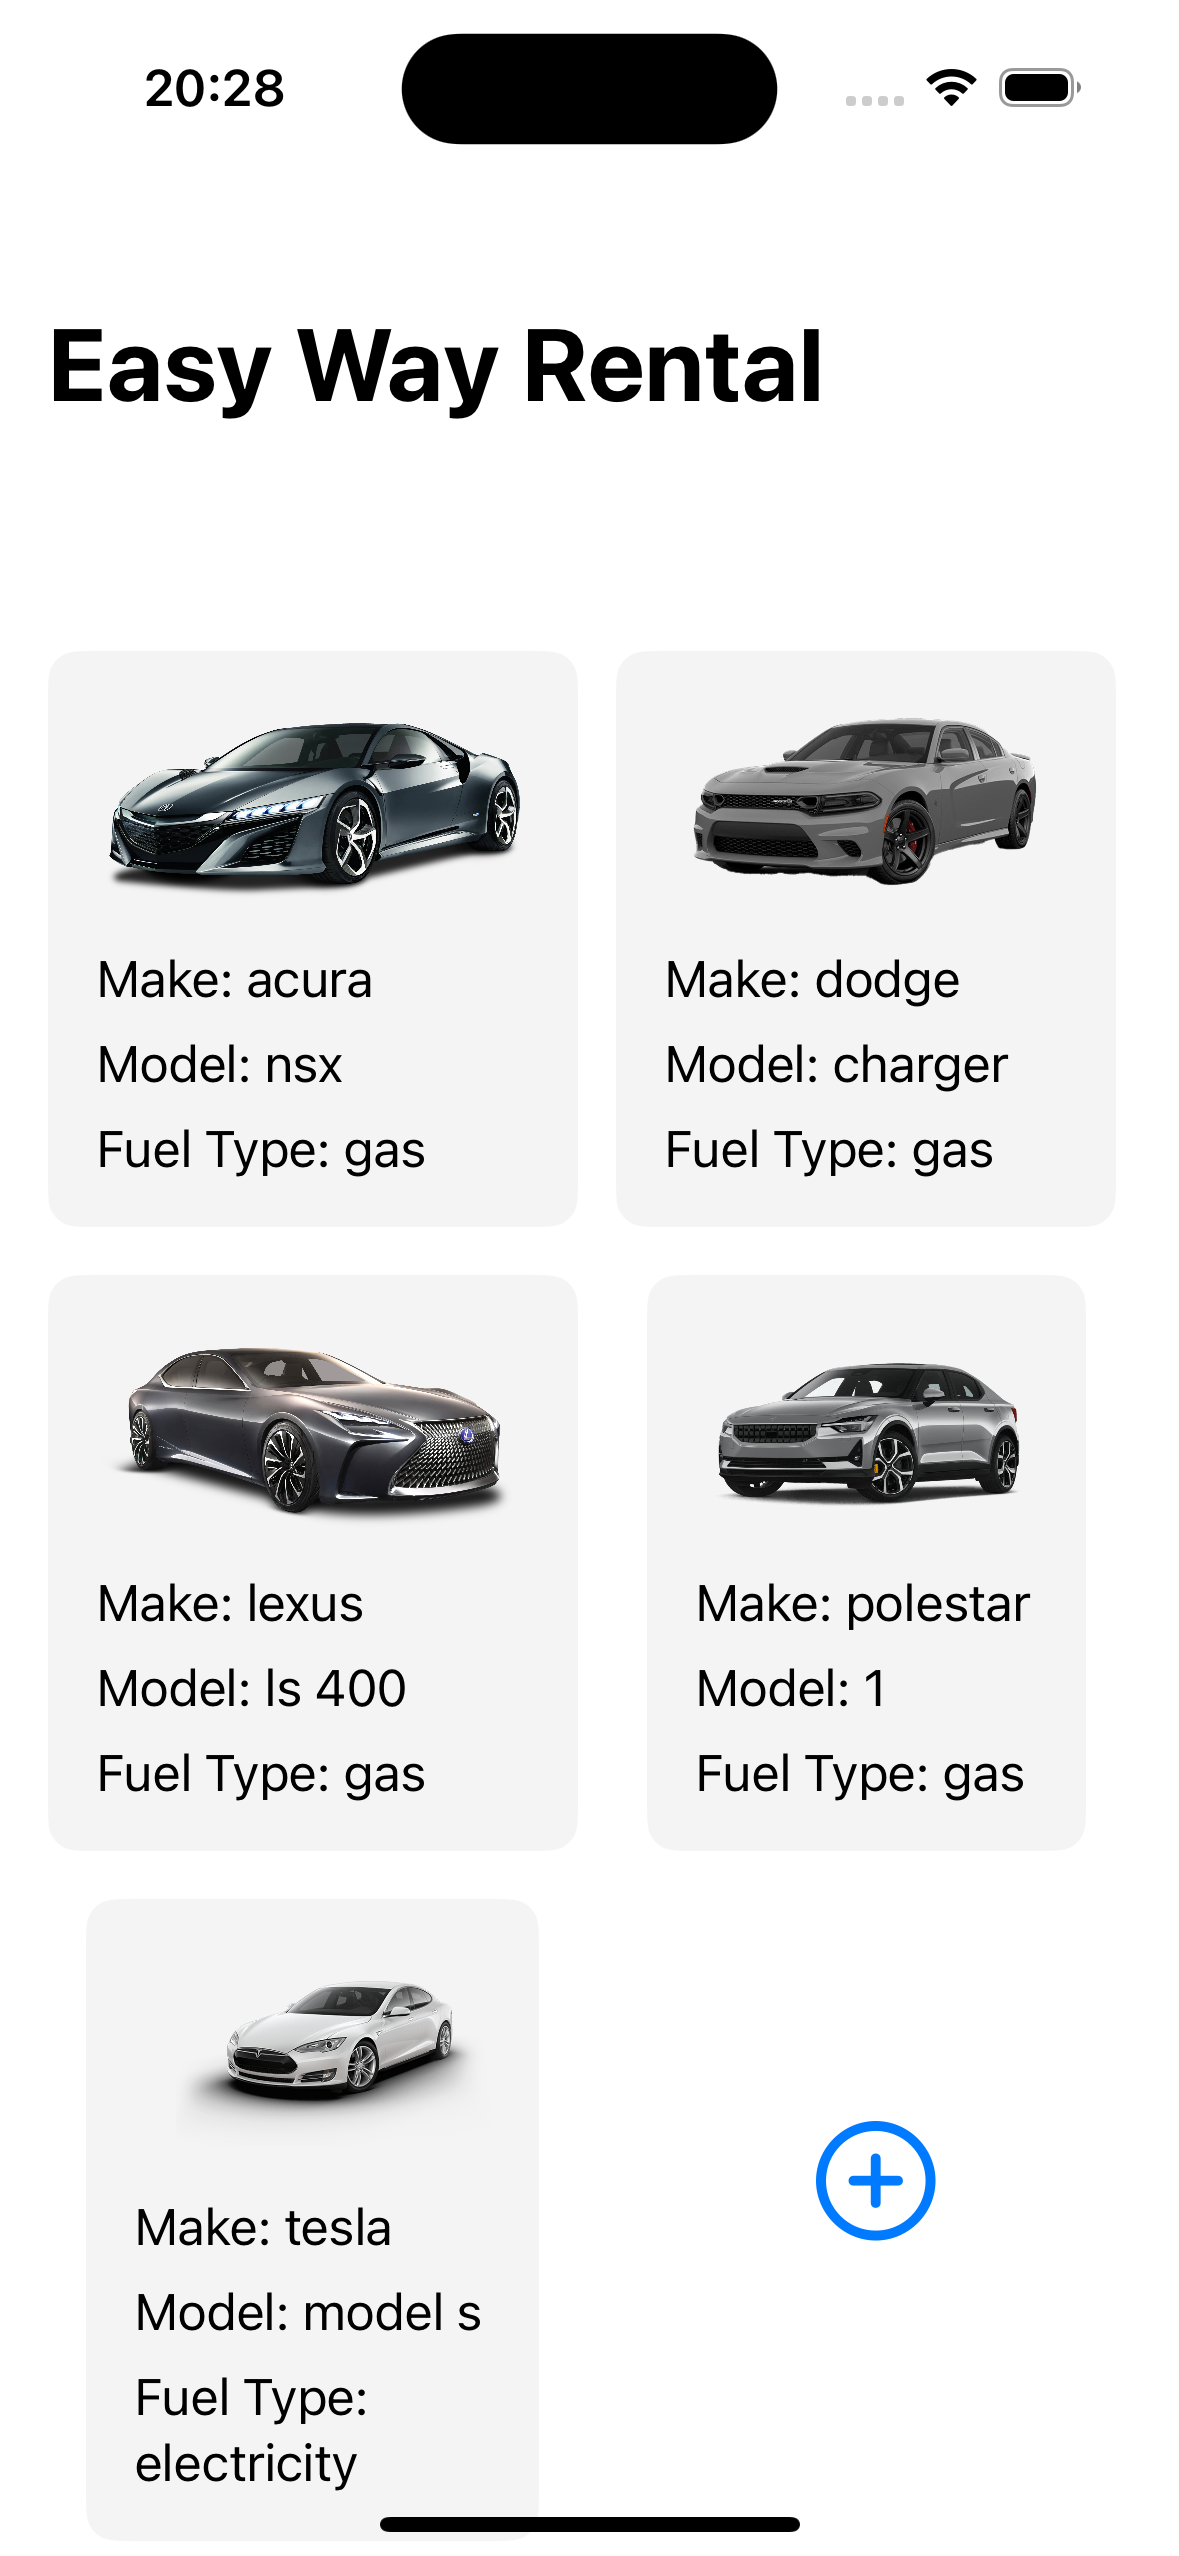 20:28
Easy Way Rental
Make: acura
Model: nsx
Fuel Type: gas
Make: dodge
Model: charger
Fuel Type: gas
Make: lexus
Model: ls 400
Fuel Type: gas
Make: polestar
Model: 1
Fuel Type: gas
Make: tesla
Model: model s
Fuel Type:
electricity